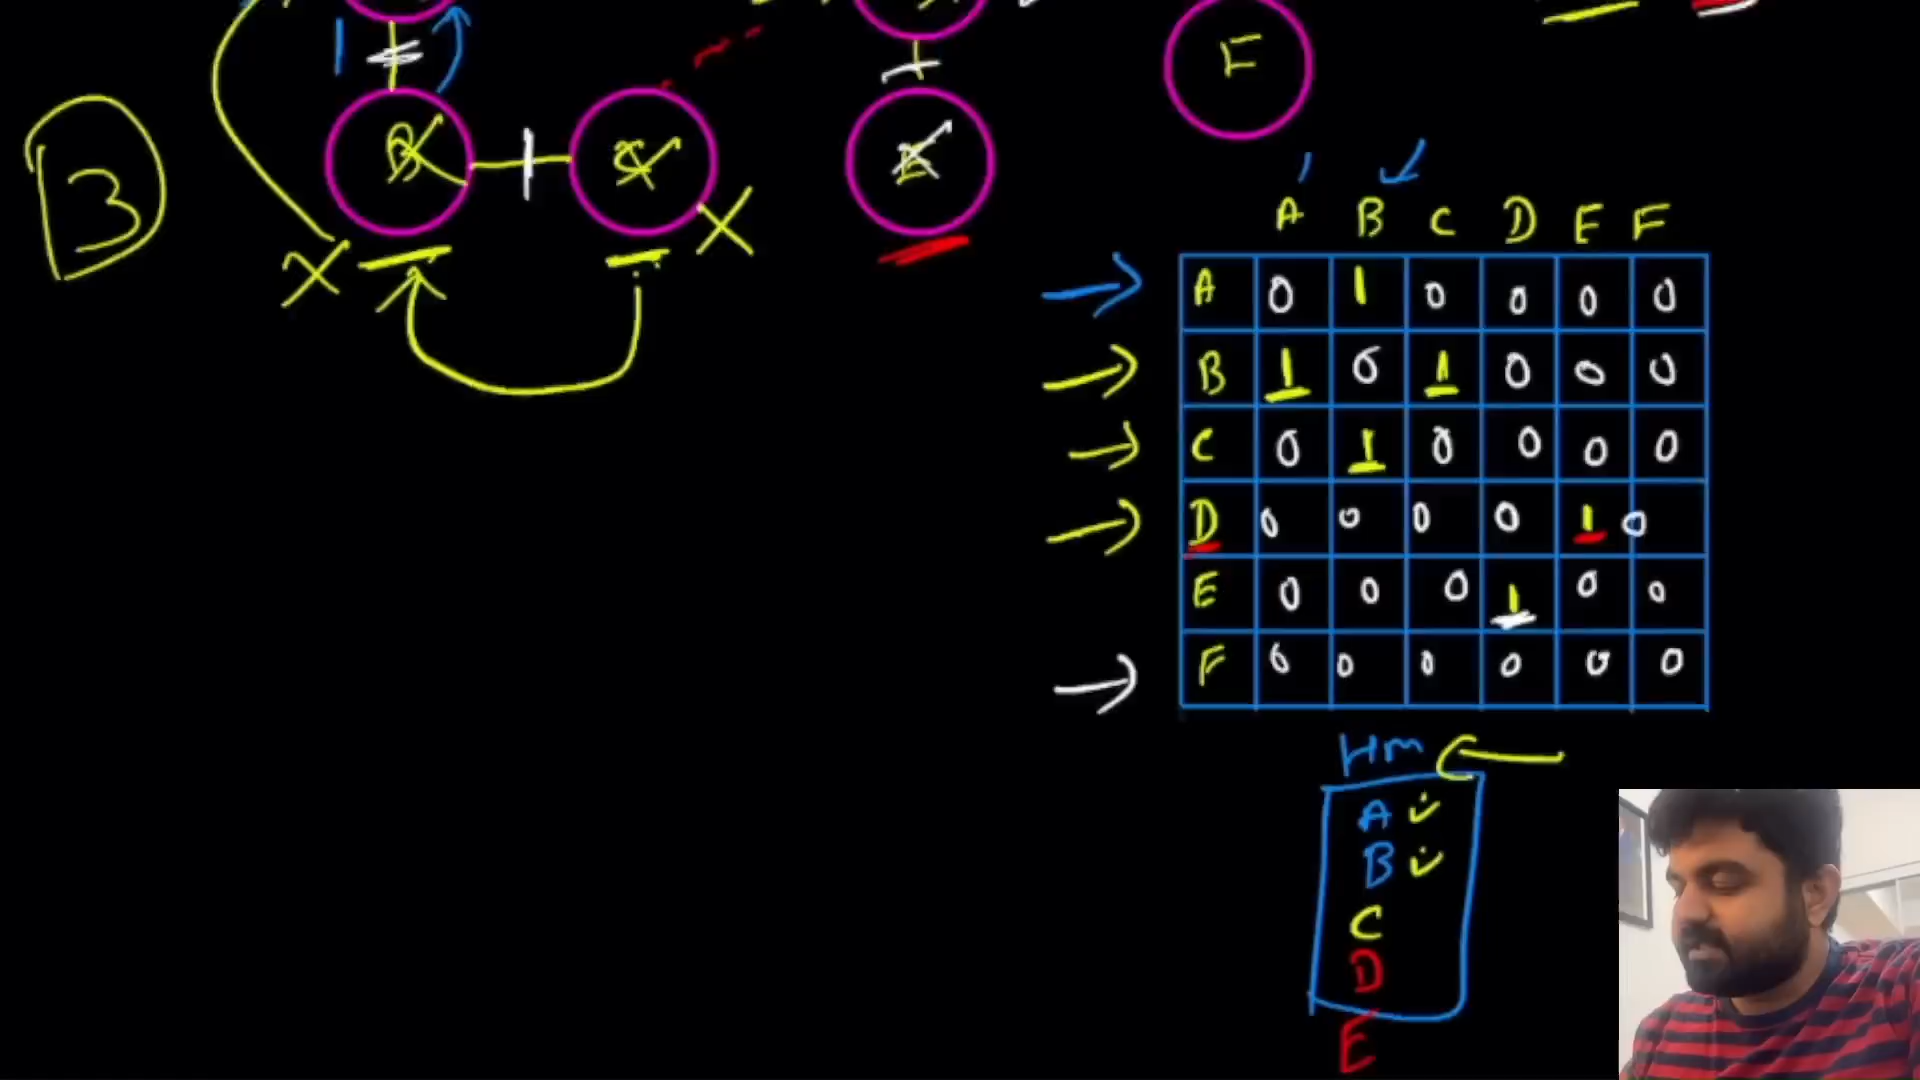 F
3
B
C
E
A B C D E F
A 0 1 0 0 0 0
B 1 0 1 0 0 0
C 0 1 0 0 0 0
D 0 0 0 0 1 0
E 0 0 0 1 0 0
F 0 0 0 0 0 0
Hm
A
B
C
D
E